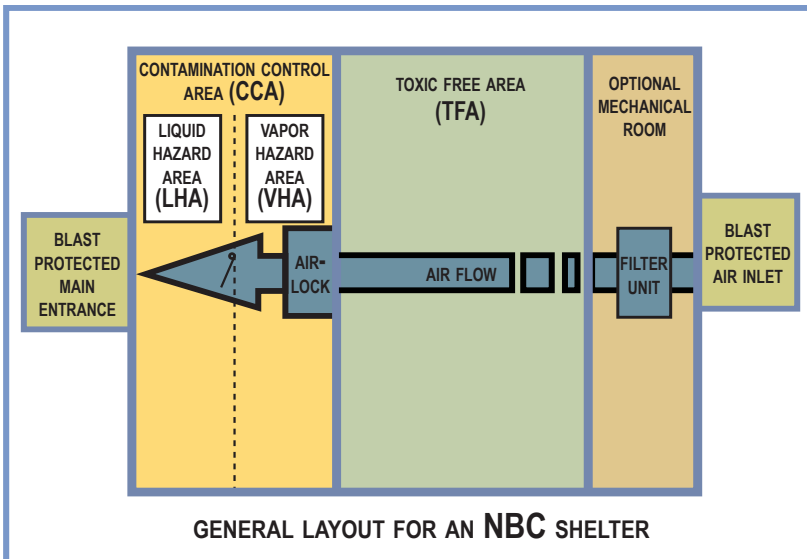 CONTAMINATION CONTROL
AREA (CCA)
LIQUID
HAZARD
AREA
(LHA)
VAPOR
HAZARD
AREA
(VHA)
TOXIC FREE AREA
(TFA)
OPTIONAL
MECHANICAL
ROOM
BLAST
PROTECTED
MAIN
ENTRANCE
AIR-
LOCK
AIR FLOW
FILTER
UNIT
BLAST
PROTECTED
AIR INLET
GENERAL LAYOUT FOR AN NBC SHELTER